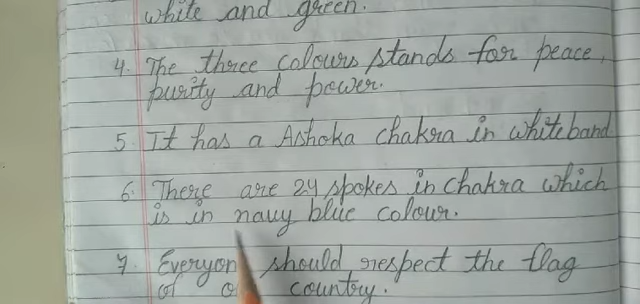 white and green.
4. The three colours stands for peace,
purity and power.
5. It has a Ashoka chakra in whiteband
6. There are 24 spokes in chakra which
is in navy blue colour.
7. Everyon should respect the flag
of o country.